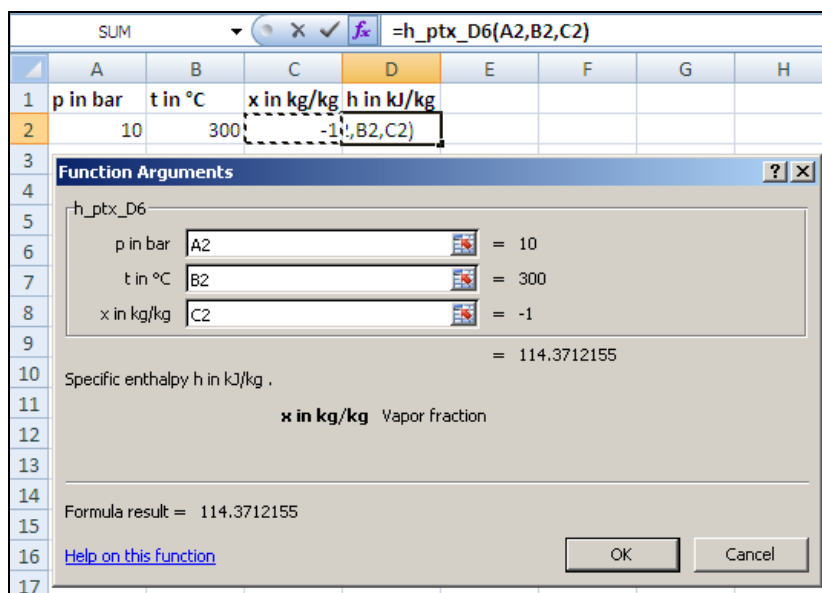 SUM fx =h_ptx_D6(A2,B2,C2)
A B C D E F G H
1 p in bar t in °C x in kg/kg h in kJ/kg
2 10 300 -1 ,B2,C2)
3
Function Arguments ? X
4
h_ptx_D6
5
p in bar A2 = 10
6
7 t in °C B2 = 300
8 x in kg/kg C2 = -1
9
= 114.3712155
10 Specific enthalpy h in kJ/kg .
11
x in kg/kg Vapor fraction
12
13
14
Formula result = 114.3712155
15
16 Help on this function OK Cancel
17